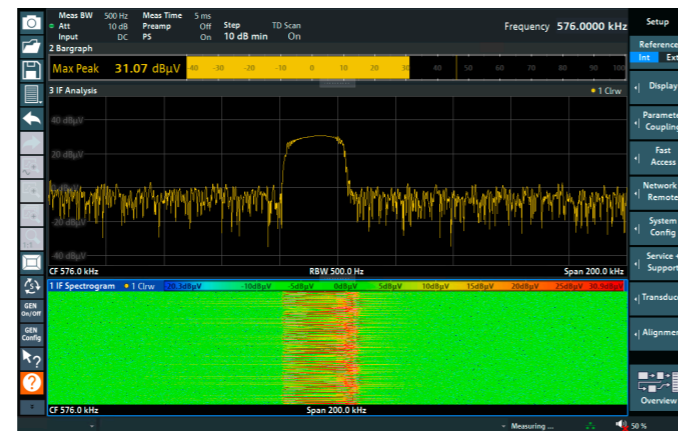 Meas BW 500 Hz Meas Time 5 ms
Att 10 dB Preamp Off Step TD Scan
Input DC PS On 10 dB min On
Frequency 576.0000 kHz
2 Bargraph
Max Peak 31.07 dBµV
-40 -30 -20 -10 0 10 20 30 40 50 60 70 80 90 100
3 IF Analysis
1 Clrw
40 dBµV
20 dBµV
0 dBµV
-20 dBµV
-40 dBµV
CF 576.0 kHz RBW 500.0 Hz Span 200.0 kHz
1 IF Spectrogram 1 Clrw -20.3dBµV -10dBµV -5dBµV 0dBµV 5dBµV 10dBµV 15dBµV 20dBµV 25dBµV 30.9dBµV
CF 576.0 kHz Span 200.0 kHz
GEN
On/Off
GEN
Config
?
?
Setup
Reference
Int Ext
Display
Paramete
Coupling
Fast
Access
Network
Remote
System
Config
Service +
Support
Transduce
Alignmen
Overview
Measuring ... 50 %